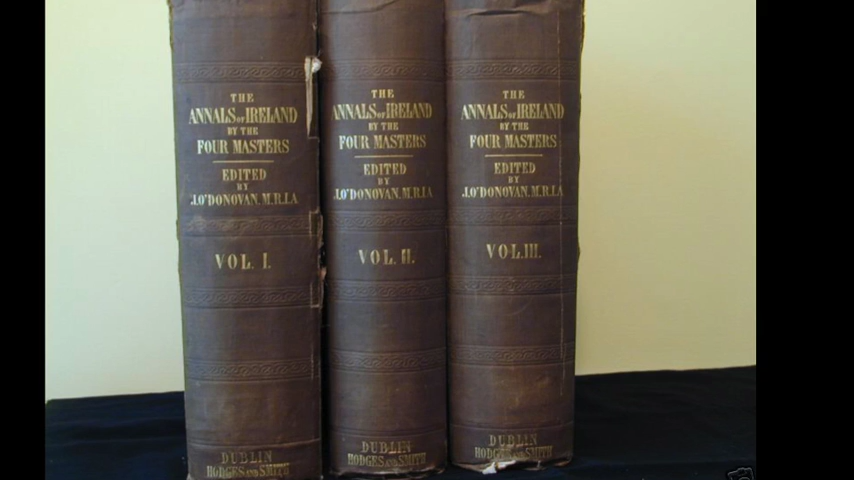 THE
ANNALS OF IRELAND
BY THE
FOUR MASTERS
EDITED
BY
J.O'DONOVAN.M.R.I.A
VOL. I.
DUBLIN
HODGES AND SMITH
THE
ANNALS OF IRELAND
BY THE
FOUR MASTERS
EDITED
BY
J.O'DONOVAN.M.R.I.A
VOL. II.
DUBLIN
HODGES AND SMITH
THE
ANNALS OF IRELAND
BY THE
FOUR MASTERS
EDITED
BY
J.O'DONOVAN.M.R.I.A
VOL. III.
DUBLIN
HODGES AND SMITH